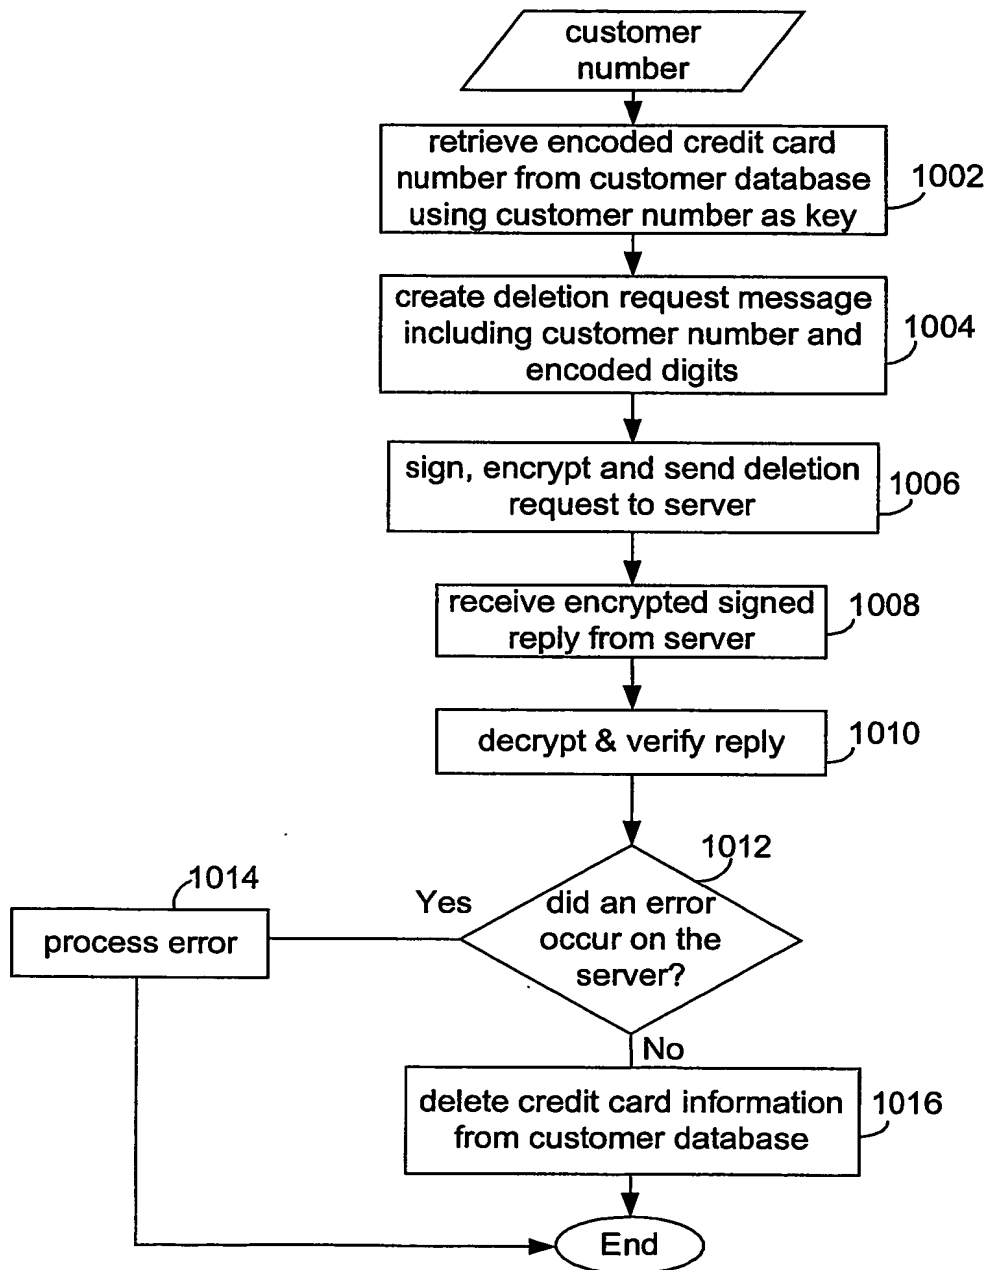 customer
number
retrieve encoded credit card
number from customer database
using customer number as key
1002
create deletion request message
including customer number and
encoded digits
1004
sign, encrypt and send deletion
request to server
1006
receive encrypted signed
reply from server
1008
decrypt & verify reply
1010
did an error
occur on the
server?
1012
Yes
1014
process error
No
delete credit card information
from customer database
1016
End